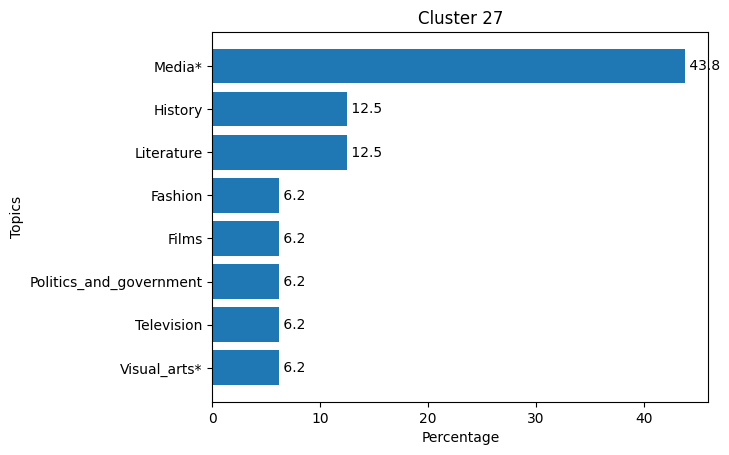 Cluster 27
Topics
Media* 43.8
History 12.5
Literature 12.5
Fashion 6.2
Films 6.2
Politics_and_government 6.2
Television 6.2
Visual_arts* 6.2
0 10 20 30 40
Percentage